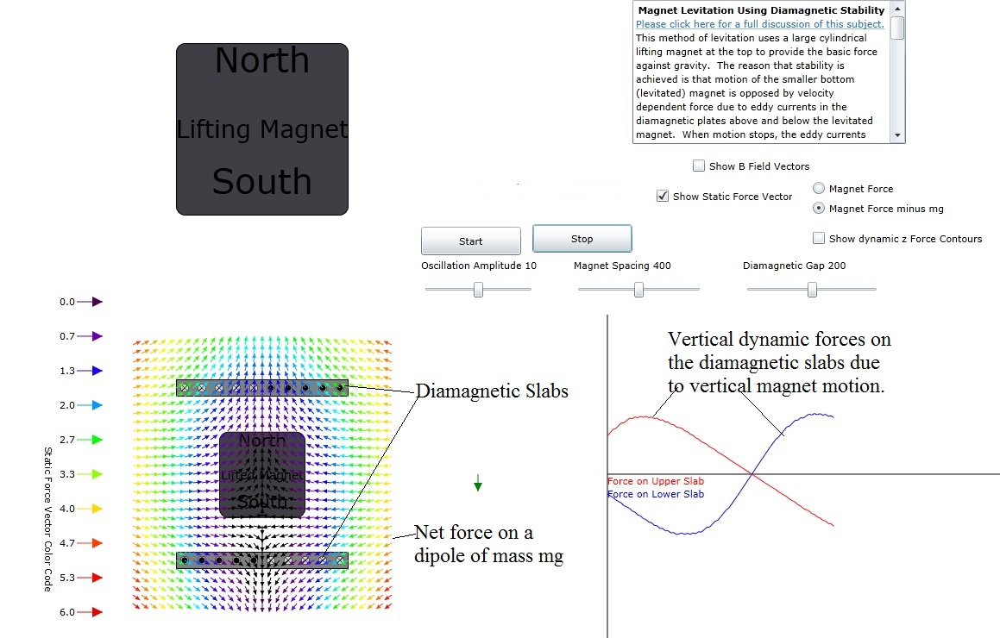 North
Lifting Magnet
South
Magnet Levitation Using Diamagnetic Stability
Please click here for a full discussion of this subject.
This method of levitation uses a large cylindrical
lifting magnet at the top to provide the basic force
against gravity.  The reason that stability is
achieved is that motion of the smaller bottom
(levitated) magnet is opposed by velocity
dependent force due to eddy currents in the
diamagnetic plates above and below the levitated
magnet.  When motion stops, the eddy currents
Show B Field Vectors
Show Static Force Vector
Magnet Force
Magnet Force minus mg
Show dynamic z Force Contours
Start
Stop
Oscillation Amplitude 10
Magnet Spacing 400
Diamagnetic Gap 200
0.0
0.7
1.3
2.0
2.7
3.3
4.0
4.7
5.3
6.0
Static Force Vector Color Code
North
Lifted Magnet
South
Diamagnetic Slabs
Net force on a
dipole of mass mg
Vertical dynamic forces on
the diamagnetic slabs due
to vertical magnet motion.
Force on Upper Slab
Force on Lower Slab